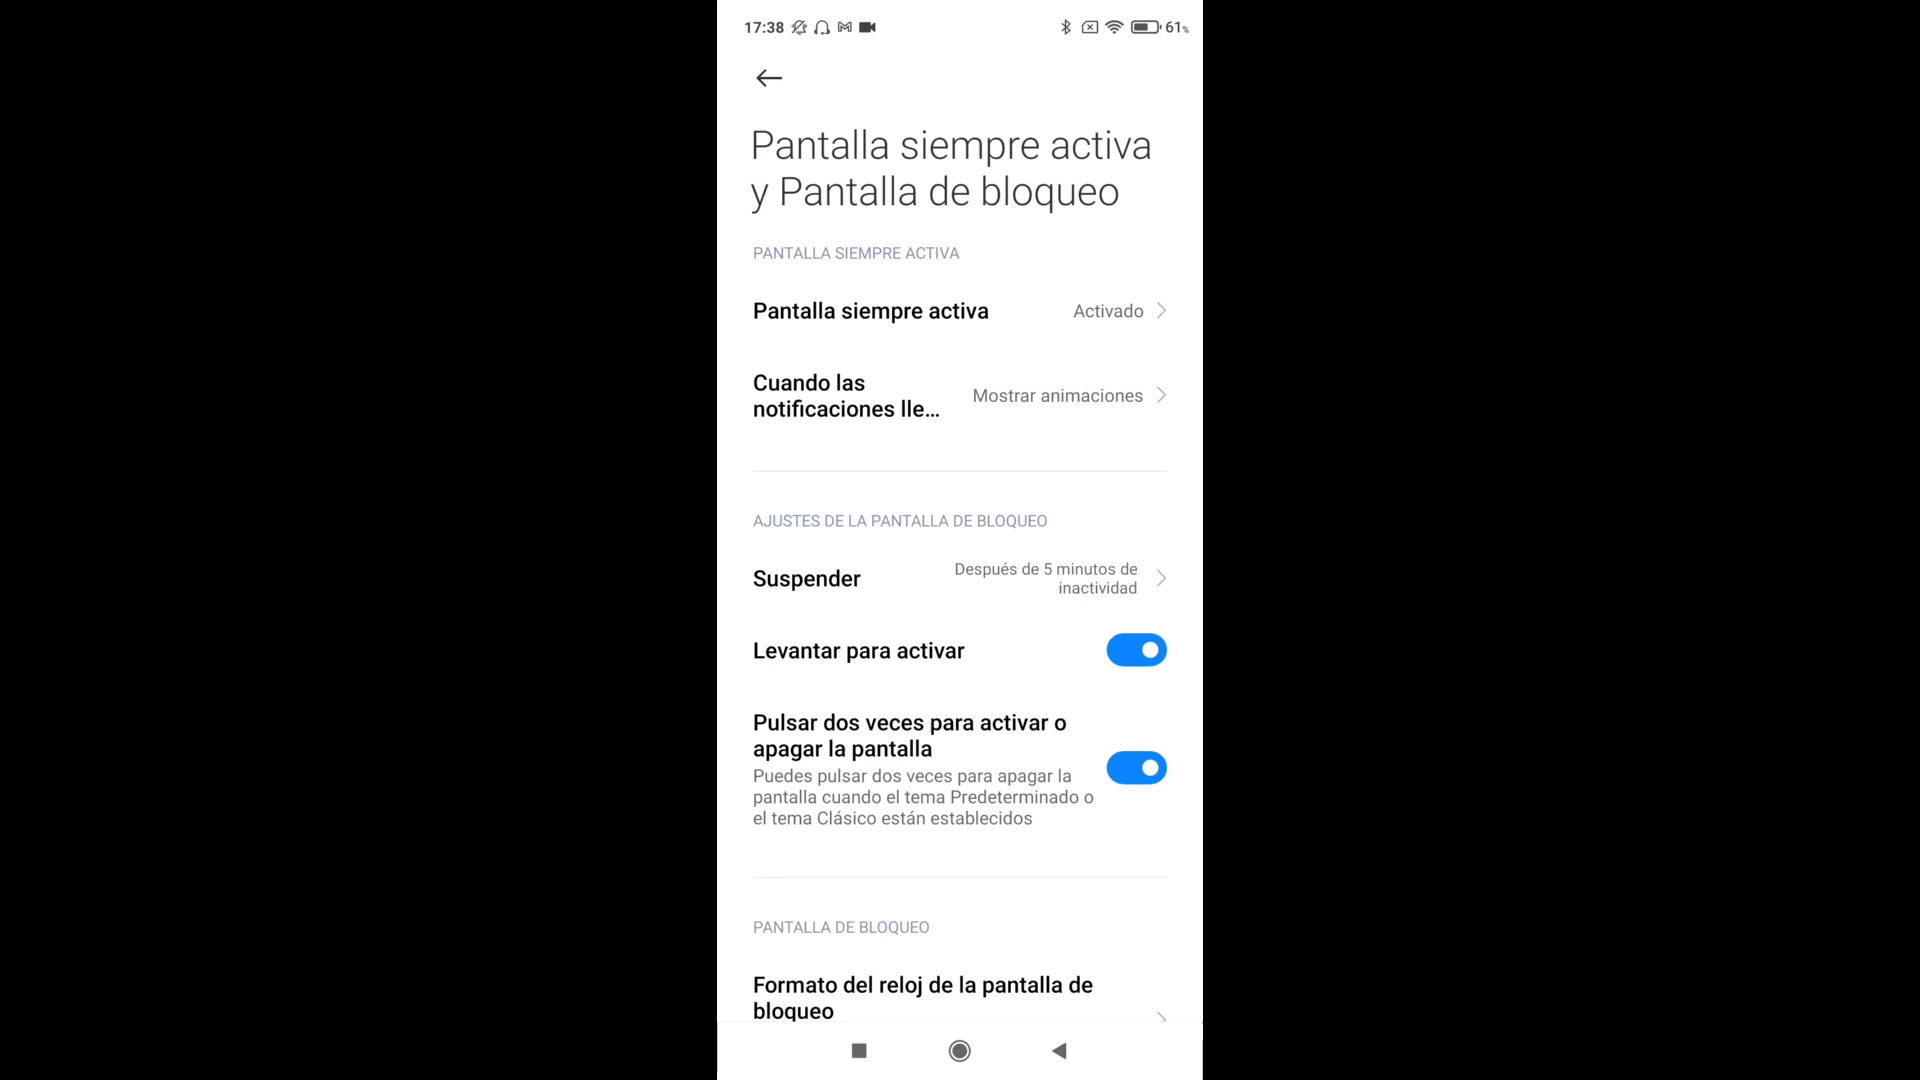 17:38 61%
Pantalla siempre activa
y Pantalla de bloqueo
PANTALLA SIEMPRE ACTIVA
Pantalla siempre activa Activado
Cuando las
notificaciones lle... Mostrar animaciones
AJUSTES DE LA PANTALLA DE BLOQUEO
Suspender Después de 5 minutos de
inactividad
Levantar para activar
Pulsar dos veces para activar o
apagar la pantalla
Puedes pulsar dos veces para apagar la
pantalla cuando el tema Predeterminado o
el tema Clásico están establecidos
PANTALLA DE BLOQUEO
Formato del reloj de la pantalla de
bloqueo